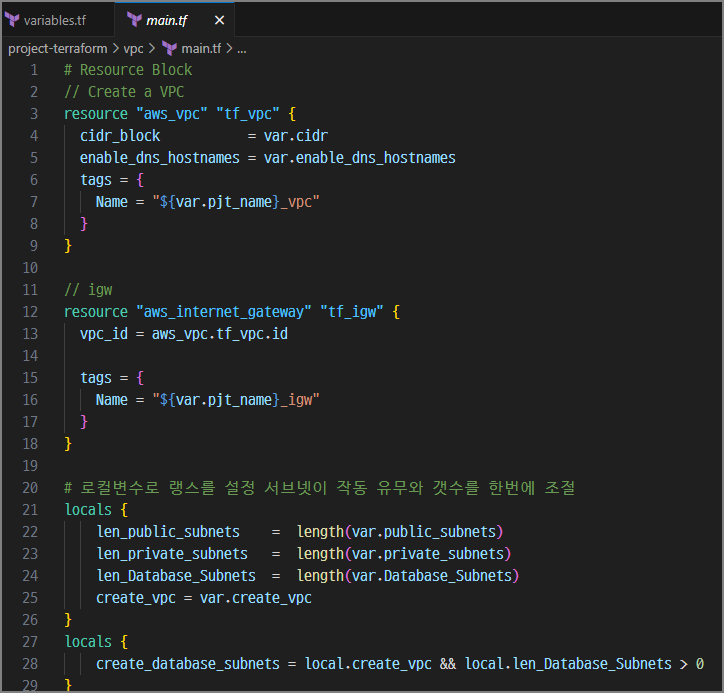 variables.tf
main.tf ×
project-terraform > vpc > main.tf > ...
1 # Resource Block
2 // Create a VPC
3 resource "aws_vpc" "tf_vpc" {
4 cidr_block = var.cidr
5 enable_dns_hostnames = var.enable_dns_hostnames
6 tags = {
7 Name = "${var.pjt_name}_vpc"
8 }
9 }
10
11 // igw
12 resource "aws_internet_gateway" "tf_igw" {
13 vpc_id = aws_vpc.tf_vpc.id
14
15 tags = {
16 Name = "${var.pjt_name}_igw"
17 }
18 }
19
20 # 로컬변수로 랭스를 설정 서브넷이 작동 유무와 갯수를 한번에 조절
21 locals {
22 len_public_subnets = length(var.public_subnets)
23 len_private_subnets = length(var.private_subnets)
24 len_Database_Subnets = length(var.Database_Subnets)
25 create_vpc = var.create_vpc
26 }
27 locals {
28 create_database_subnets = local.create_vpc && local.len_Database_Subnets > 0
29 }